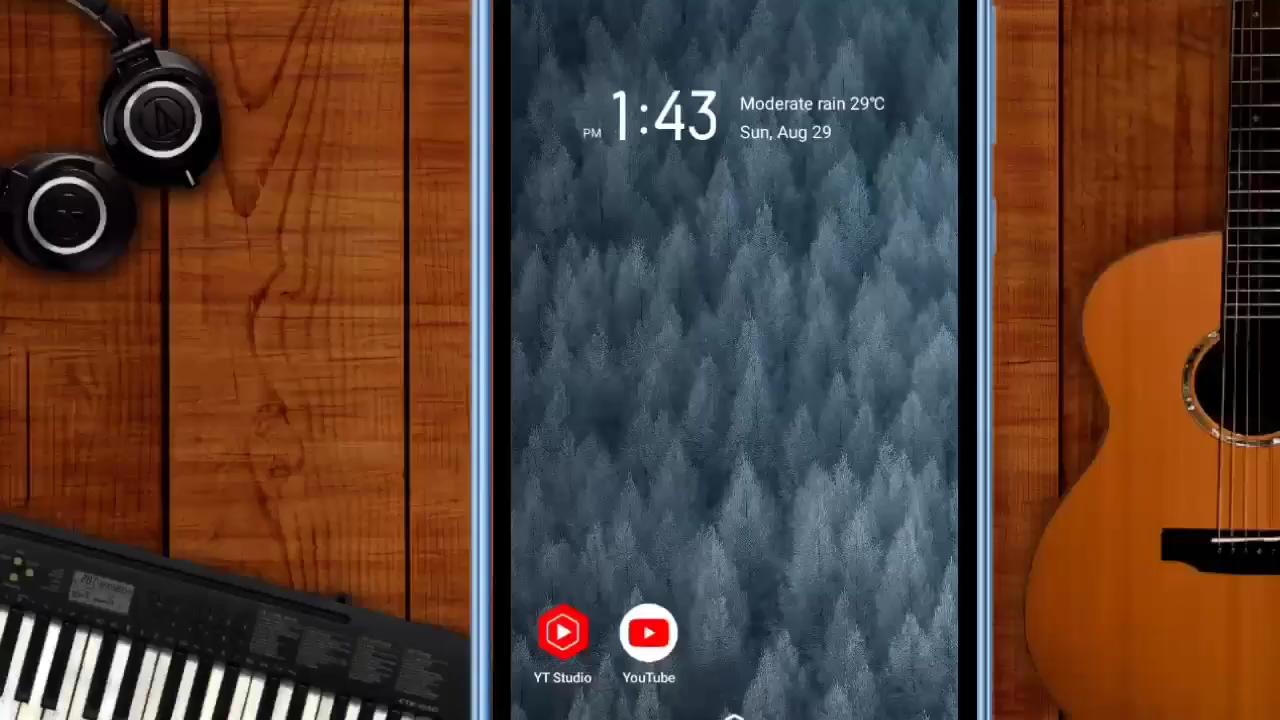 PM 1:43
Moderate rain 29℃
Sun, Aug 29
YT Studio
YouTube